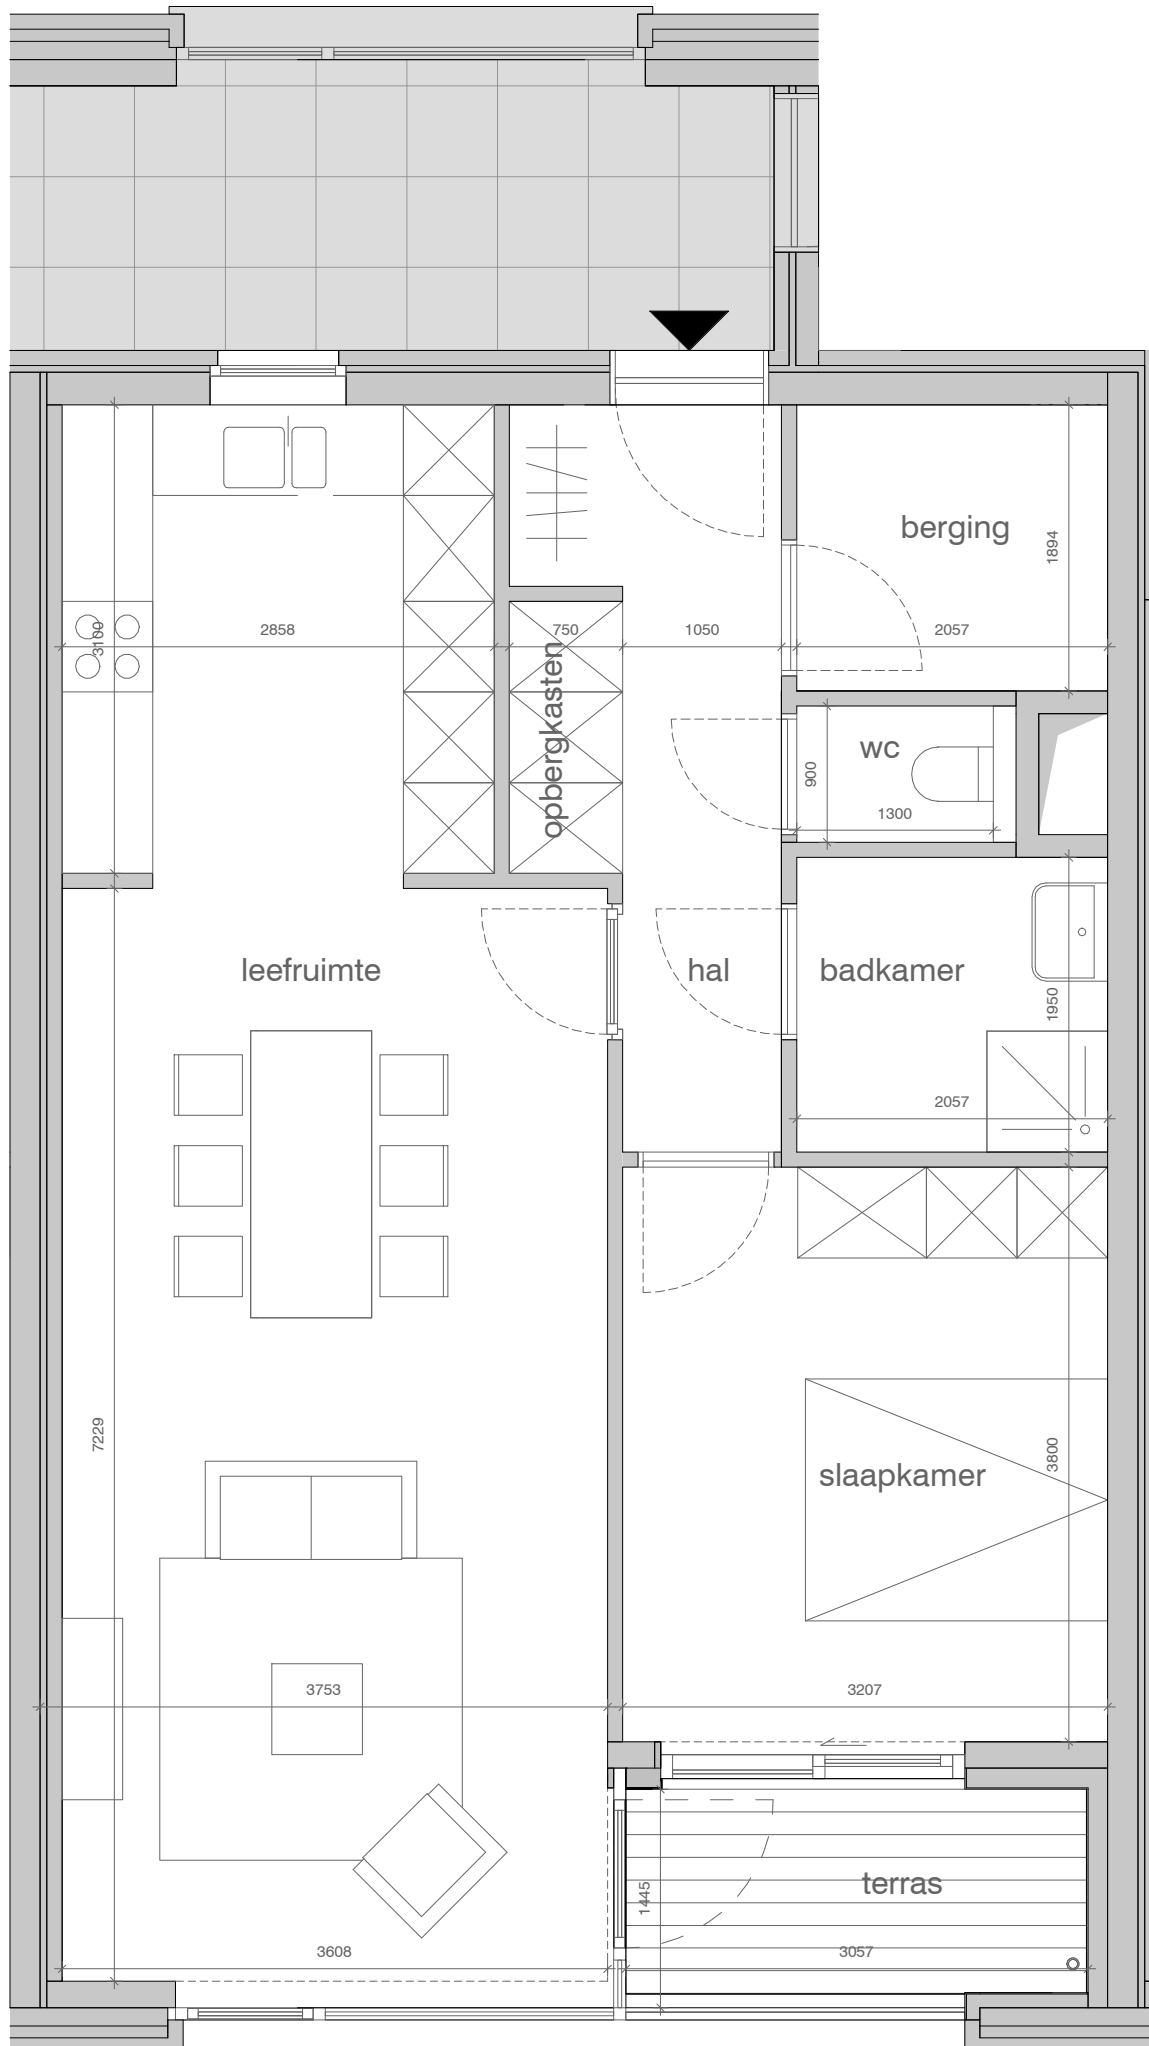 berging
1894
3100
2858
750
1050
2057
opbergkasten
wc
900
1300
leefruimte
hal
badkamer
1950
2057
7229
slaapkamer
3800
3753
3207
terras
1445
3608
3057